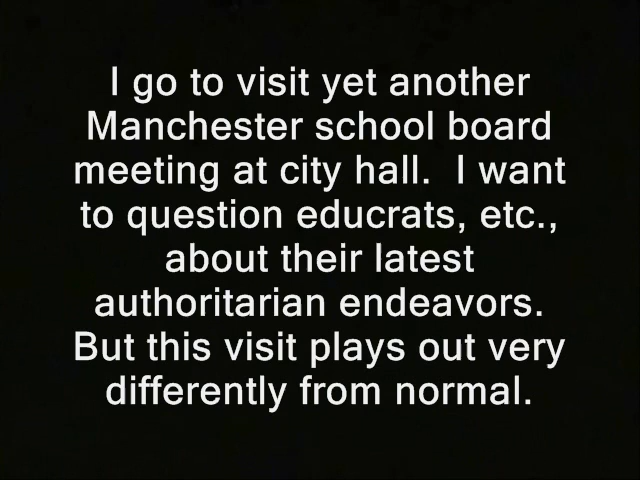 I go to visit yet another
Manchester school board
meeting at city hall.  I want
to question educrats, etc.,
about their latest
authoritarian endeavors.
But this visit plays out very
differently from normal.